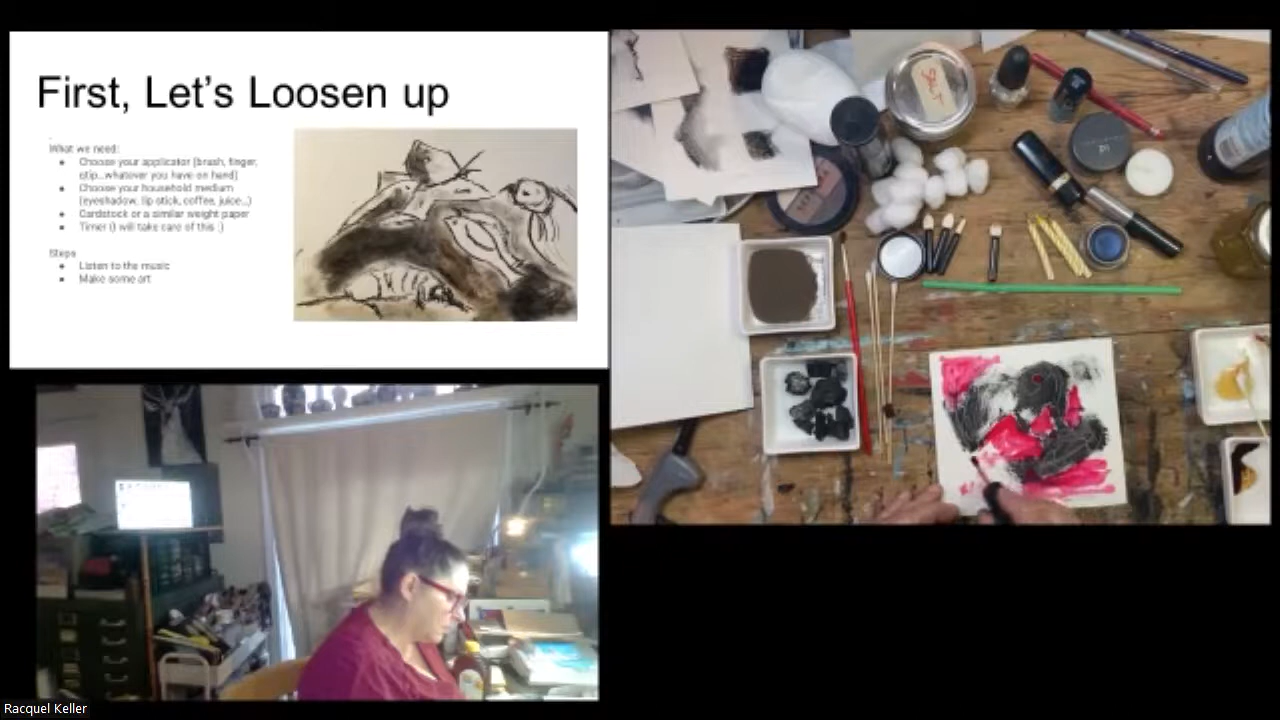 First, Let's Loosen up
What we need:
● Choose your applicator (brush, finger,
qtip...whatever you have on hand)
● Choose your household medium
(eyeshadow, lip stick, coffee, juice...)
● Cardstock or a similar weight paper
● Timer (I will take care of this :)
Steps
● Listen to the music
● Make some art
SALT
Racquel Keller